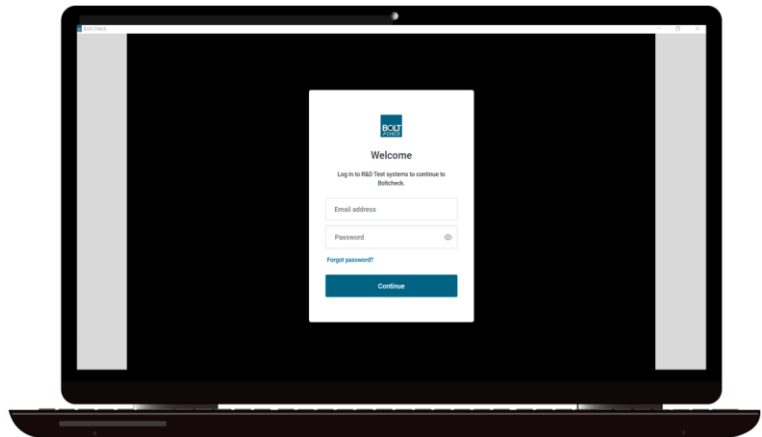 Bolt Check
BOLT
CHECK
Welcome
Log in to R&D Test systems to continue to
Boltcheck.
Email address
Password
Forgot password?
Continue